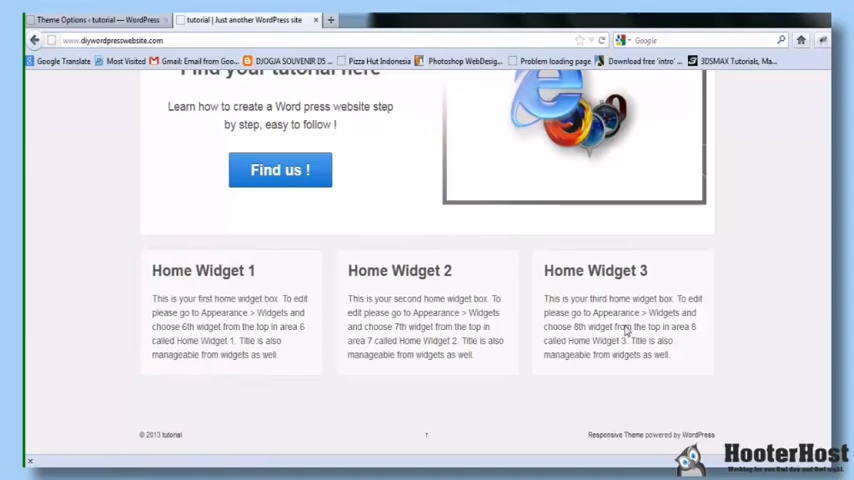 Theme Options ‹ tutorial — WordPress
tutorial | Just another WordPress site
www.diywordpresswebsite.com
Google
Google Translate
Most Visited
Gmail: Email from Goo...
DJOGJA SOUVENIR D5 ...
Pizza Hut Indonesia
Photoshop WebDesig...
Problem loading page
Download free 'intro' ...
3DSMAX Tutorials, Ma...
Find your tutorial here
Learn how to create a Word press website step
by step, easy to follow !
Find us !
Home Widget 1
This is your first home widget box. To edit
please go to Appearance > Widgets and
choose 6th widget from the top in area 6
called Home Widget 1. Title is also
manageable from widgets as well.
Home Widget 2
This is your second home widget box. To
edit please go to Appearance > Widgets
and choose 7th widget from the top in
area 7 called Home Widget 2. Title is also
manageable from widgets as well.
Home Widget 3
This is your third home widget box. To edit
please go to Appearance > Widgets and
choose 8th widget from the top in area 8
called Home Widget 3. Title is also
manageable from widgets as well.
© 2013 tutorial
↑
Responsive Theme powered by WordPress
HooterHost
Working for you Owl day and Owl night.